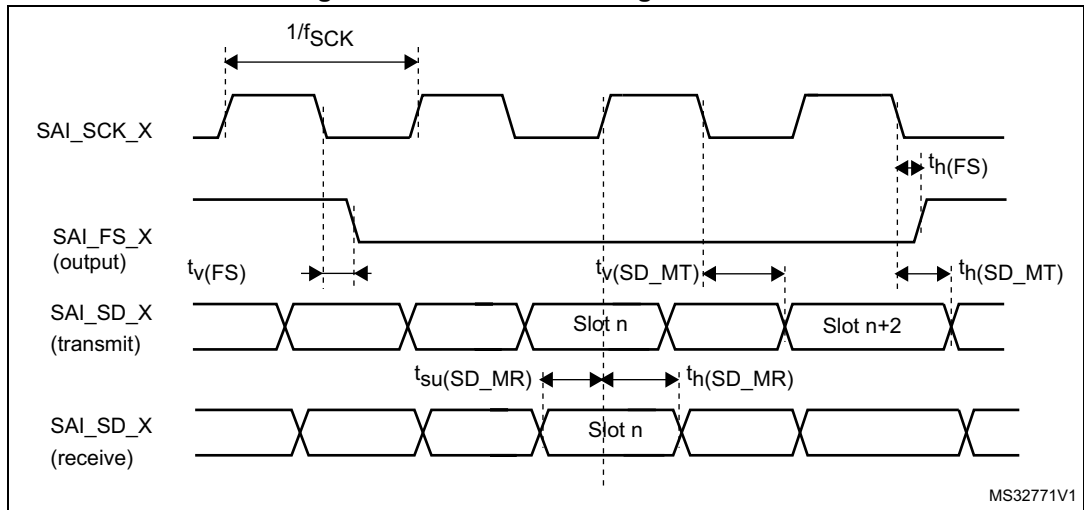 1/fSCK
SAI_SCK_X
th(FS)
SAI_FS_X
(output)
tv(FS)
tv(SD_MT)
th(SD_MT)
SAI_SD_X
(transmit)
Slot n
Slot n+2
tsu(SD_MR)
th(SD_MR)
SAI_SD_X
(receive)
Slot n
MS32771V1